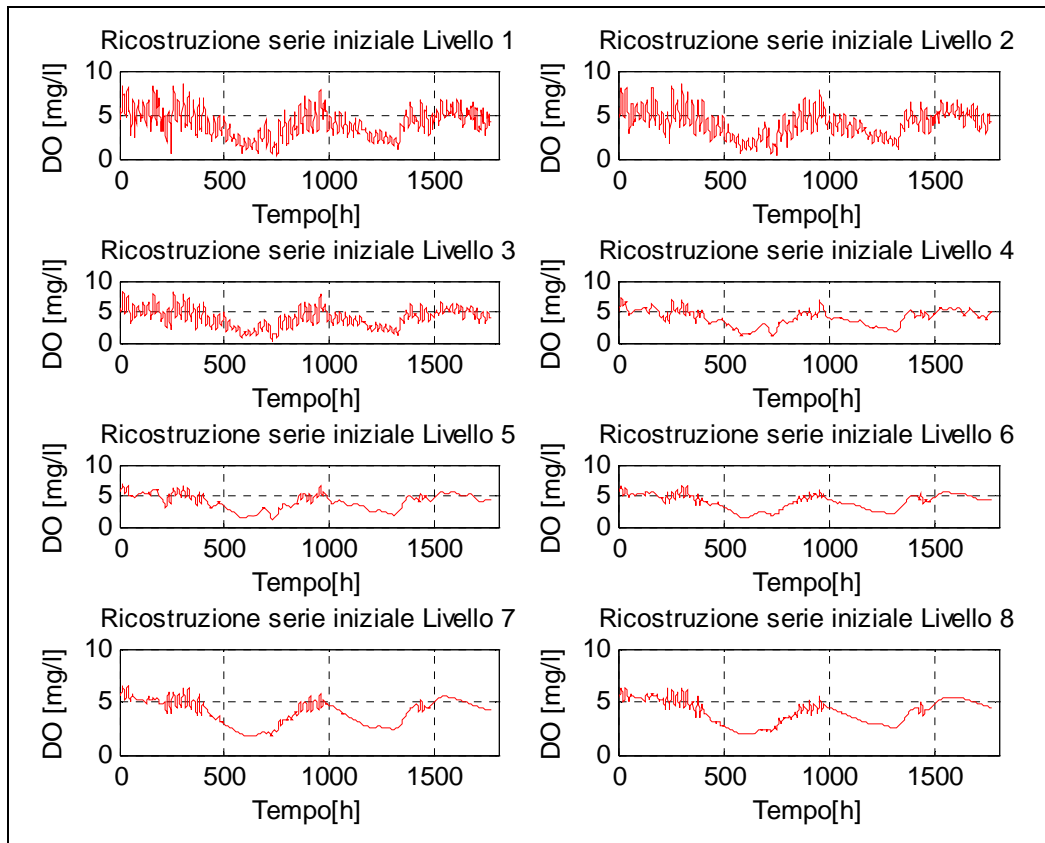 Ricostruzione serie iniziale Livello 1
DO [mg/l]
10
5
0
0 500 1000 1500
Tempo[h]
Ricostruzione serie iniziale Livello 2
DO [mg/l]
10
5
0
0 500 1000 1500
Tempo[h]
Ricostruzione serie iniziale Livello 3
DO [mg/l]
10
5
0
0 500 1000 1500
Tempo[h]
Ricostruzione serie iniziale Livello 4
DO [mg/l]
10
5
0
0 500 1000 1500
Tempo[h]
Ricostruzione serie iniziale Livello 5
DO [mg/l]
10
5
0
0 500 1000 1500
Tempo[h]
Ricostruzione serie iniziale Livello 6
DO [mg/l]
10
5
0
0 500 1000 1500
Tempo[h]
Ricostruzione serie iniziale Livello 7
DO [mg/l]
10
5
0
0 500 1000 1500
Tempo[h]
Ricostruzione serie iniziale Livello 8
DO [mg/l]
10
5
0
0 500 1000 1500
Tempo[h]